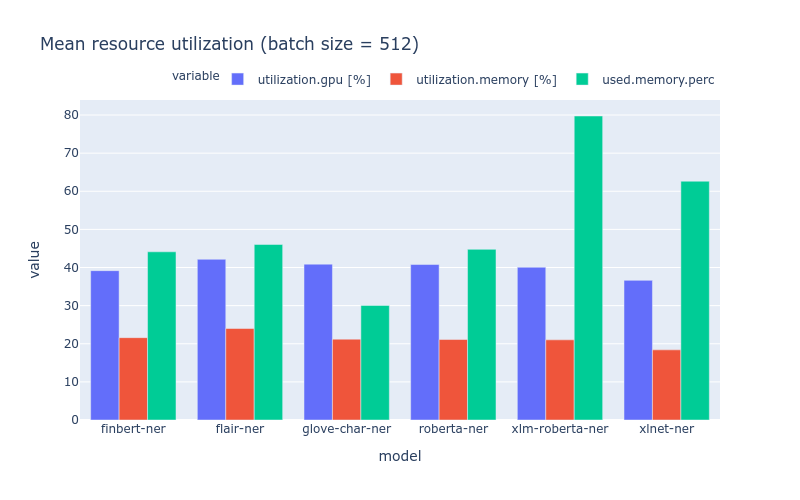 Mean resource utilization (batch size = 512)
variable utilization.gpu [%] utilization.memory [%] used.memory.perc
80
70
60
50
40
30
20
10
0
value
finbert-ner flair-ner glove-char-ner roberta-ner xlm-roberta-ner xlnet-ner
model